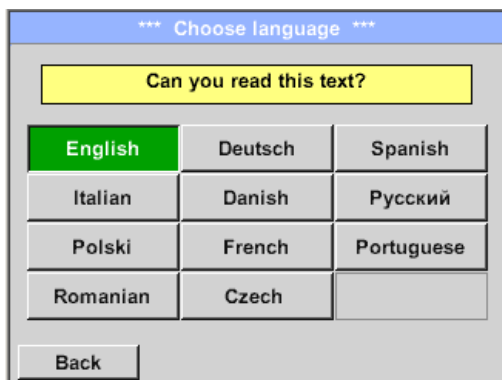 *** Choose language ***
Can you read this text?
English Deutsch Spanish
Italian Danish Русский
Polski French Portuguese
Romanian Czech
Back